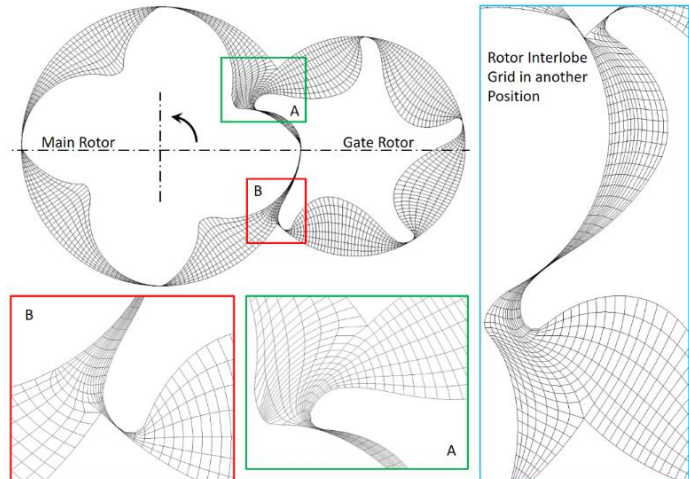 Rotor Interlobe
Grid in another
Position
A
Main Rotor
Gate Rotor
B
B
A